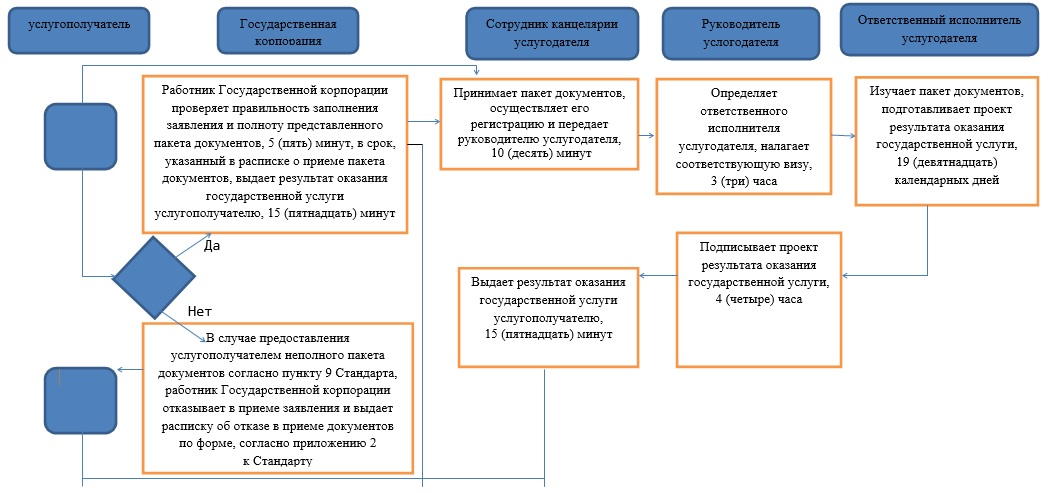 услугополучатель
Государственная
корпорация
Сотрудник канцелярии
услугодателя
Руководитель
услогодателя
Ответственный исполнитель
услугодателя
Работник Государственной корпорации
проверяет правильность заполнения
заявления и полноту представленного
пакета документов, 5 (пять) минут, в срок,
указанный в расписке о приеме пакета
документов, выдает результат оказания
государственной услуги
услугополучателю, 15 (пятнадцать) минут
Принимает пакет документов,
осуществляет его
регистрацию и передает
руководителю услугодателя,
10 (десять) минут
Определяет
ответственного
исполнителя
услугодателя, налагает
соответствующую визу,
3 (три) часа
Изучает пакет документов,
подготавливает проект
результата оказания
государственной услуги,
19 (девятнадцать)
календарных дней
Да
Подписывает проект
результата оказания
государственной услуги,
4 (четыре) часа
Выдает результат оказания
государственной услуги
услугополучателю,
15 (пятнадцать) минут
Нет
В случае предоставления
услугополучателем неполного пакета
документов согласно пункту 9 Стандарта,
работник Государственной корпорации
отказывает в приеме заявления и выдает
расписку об отказе в приеме документов
по форме, согласно приложению 2
к Стандарту